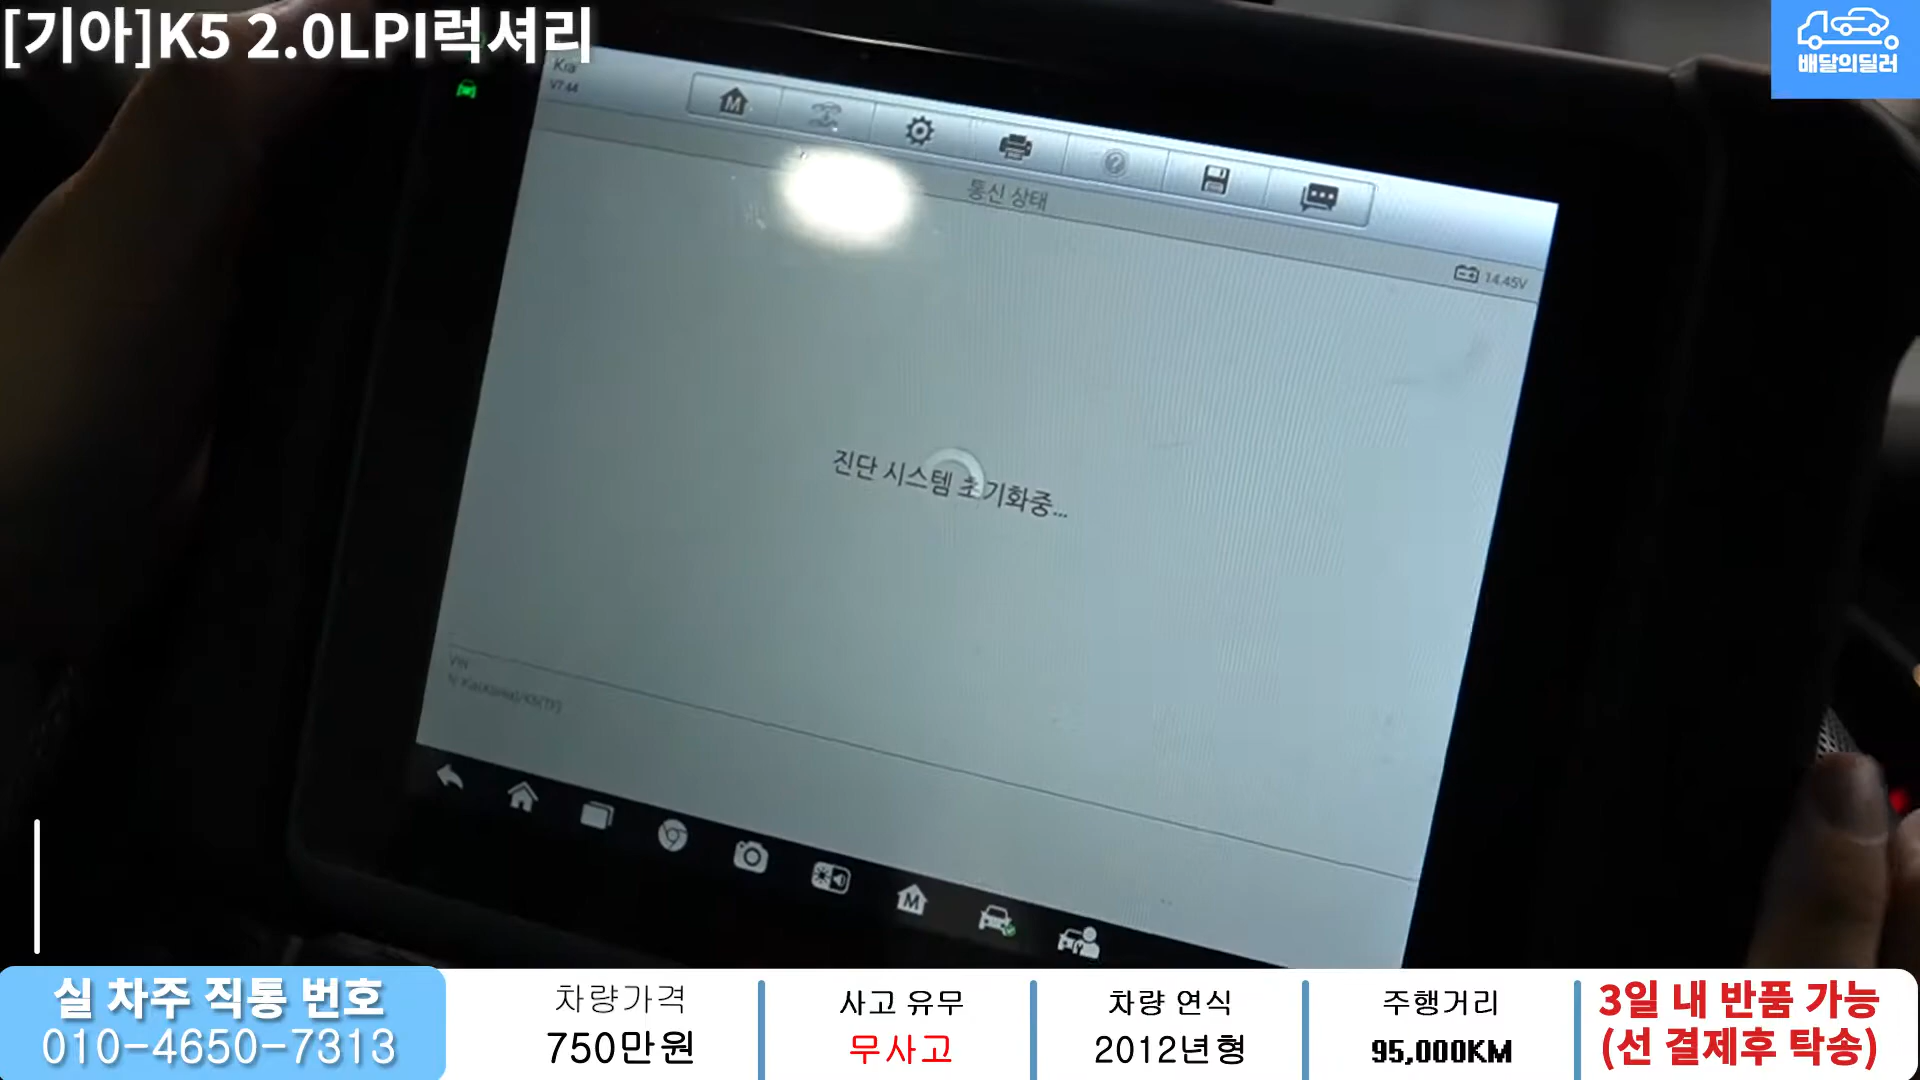 [기아]K5 2.0LPI럭셔리
배달의딜러
Kia
V7.44
통신 상태
14.45V
진단 시스템 초기화중...
VIN
실 차주 직통 번호
010-4650-7313
차량가격
750만원
사고 유무
무사고
차량 연식
2012년형
주행거리
95,000KM
3일 내 반품 가능
(선 결제후 탁송)